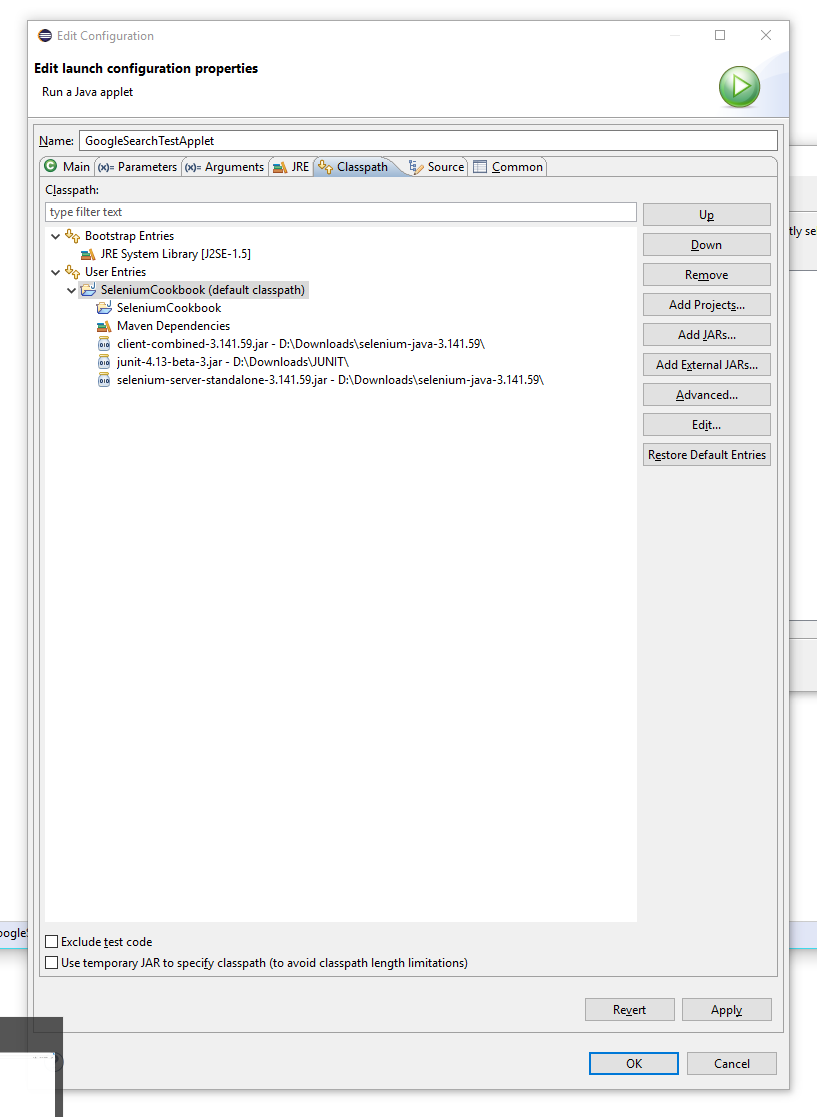 Edit Configuration
Edit launch configuration properties
Run a Java applet
Name: GoogleSearchTestApplet
Main (x)= Parameters (x)= Arguments JRE Classpath Source Common
Classpath:
type filter text
Bootstrap Entries
JRE System Library [J2SE-1.5]
User Entries
SeleniumCookbook (default classpath)
SeleniumCookbook
Maven Dependencies
client-combined-3.141.59.jar - D:\Downloads\selenium-java-3.141.59\
junit-4.13-beta-3.jar - D:\Downloads\JUNIT\
selenium-server-standalone-3.141.59.jar - D:\Downloads\selenium-java-3.141.59\
Up
Down
Remove
Add Projects...
Add JARs...
Add External JARs...
Advanced...
Edit...
Restore Default Entries
Exclude test code
Use temporary JAR to specify classpath (to avoid classpath length limitations)
Revert Apply
OK Cancel